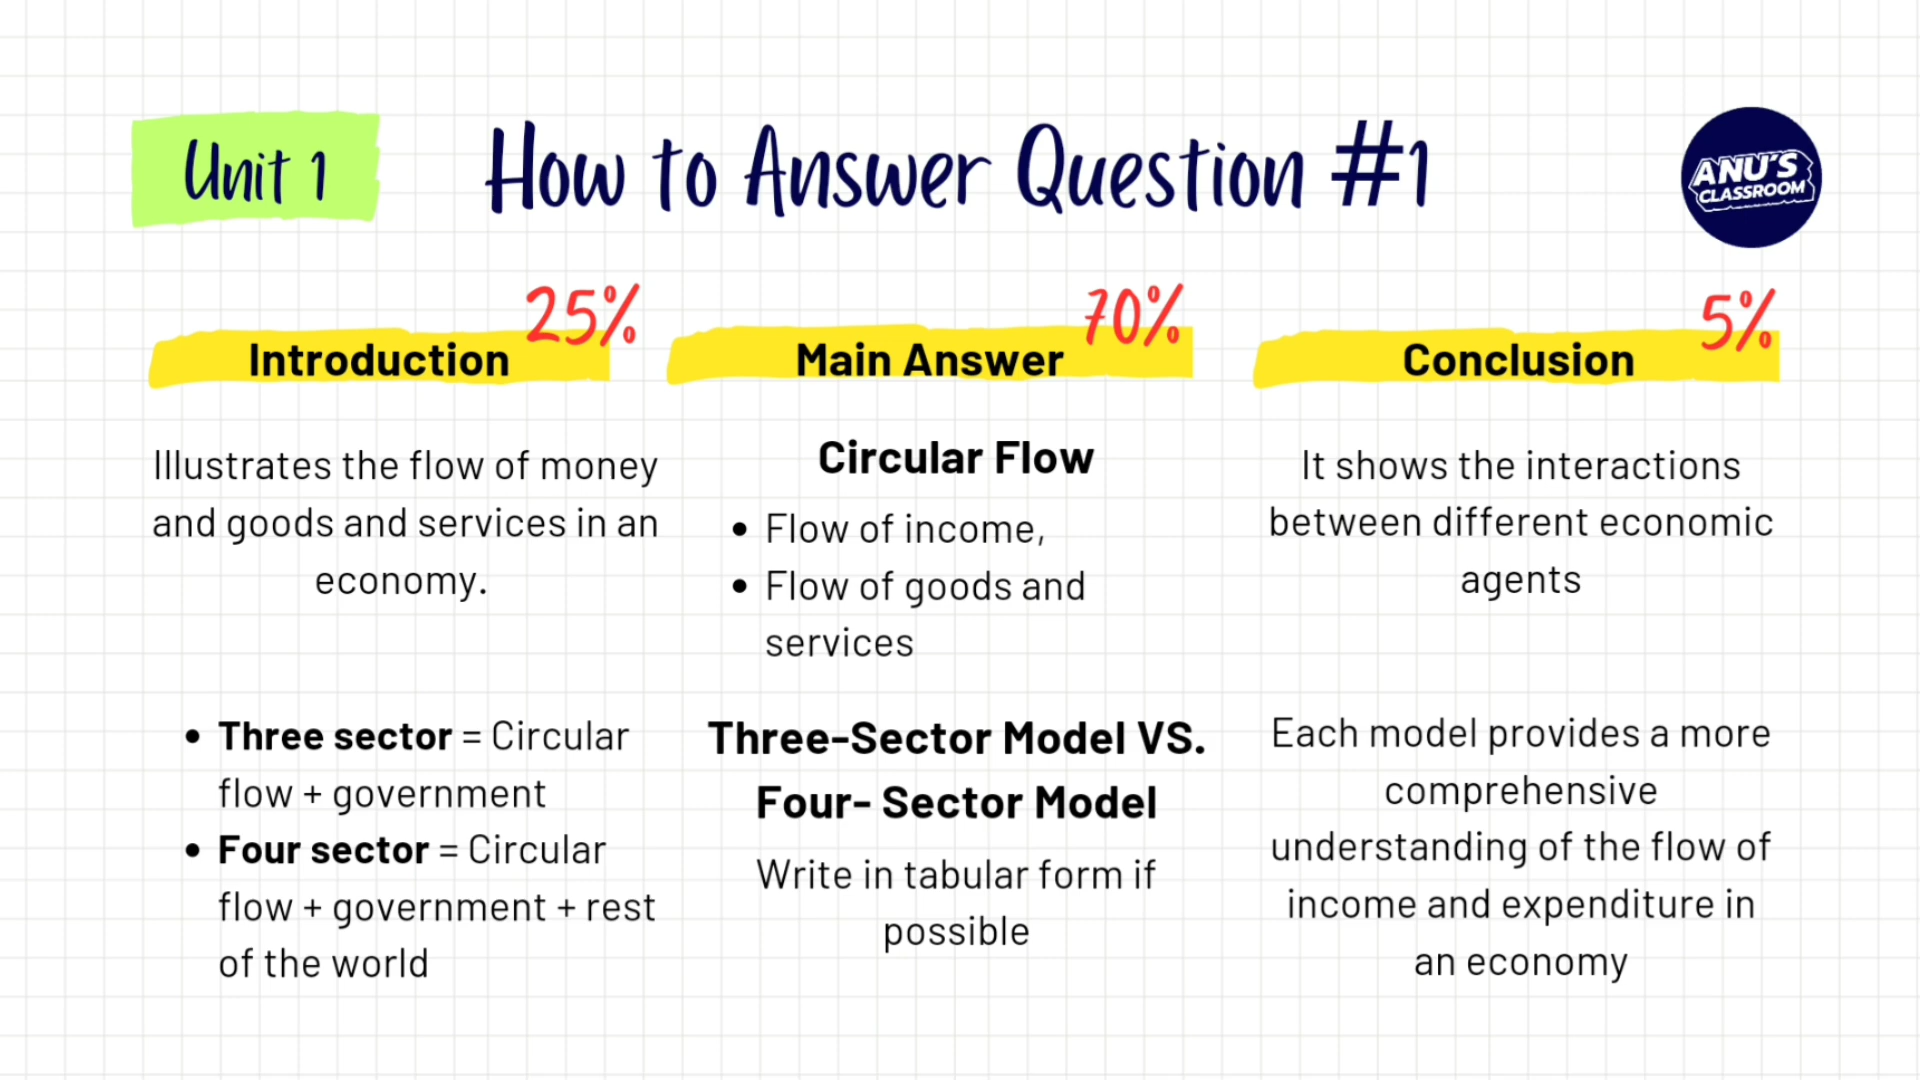 Unit 1
How to Answer Question #1
ANU'S
CLASSROOM
25%
Introduction
Illustrates the flow of money
and goods and services in an
economy.
• Three sector = Circular
flow + government
• Four sector = Circular
flow + government + rest
of the world
70%
Main Answer
Circular Flow
• Flow of income,
• Flow of goods and
services
Three-Sector Model VS.
Four- Sector Model
Write in tabular form if
possible
5%
Conclusion
It shows the interactions
between different economic
agents
Each model provides a more
comprehensive
understanding of the flow of
income and expenditure in
an economy